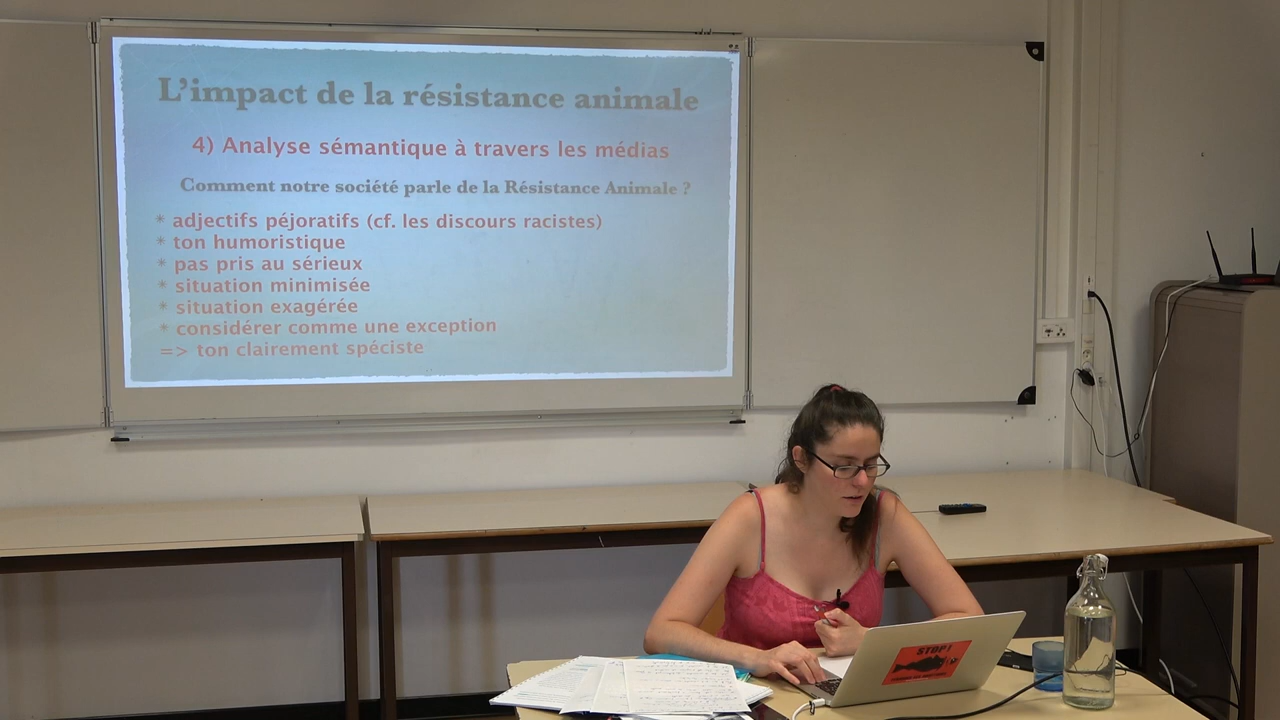 L'impact de la résistance animale
4) Analyse sémantique à travers les médias
Comment notre société parle de la Résistance Animale ?
* adjectifs péjoratifs (cf. les discours racistes)
* ton humoristique
* pas pris au sérieux
* situation minimisée
* situation exagérée
* considérer comme une exception
=> ton clairement spéciste
STOP!